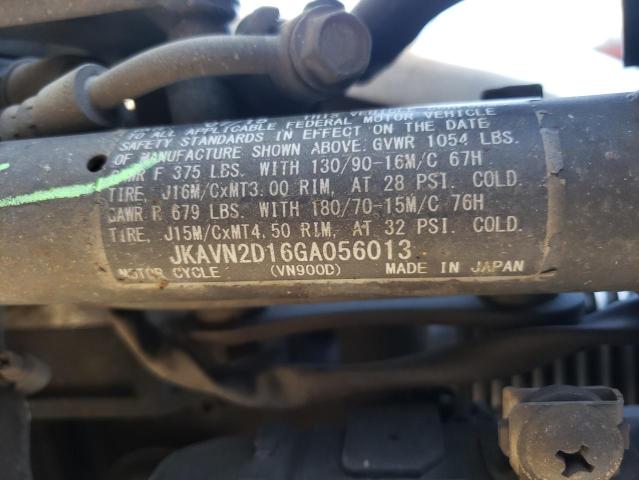 THIS VEHICLE
TO ALL APPLICABLE FEDERAL MOTOR VEHICLE
SAFETY STANDARDS IN EFFECT ON THE DATE
OF MANUFACTURE SHOWN ABOVE. GVWR 1054 LBS.
GAWR F 375 LBS. WITH 130/90-16M/C 67H
TIRE, J16M/CxMT3.00 RIM, AT 28 PSI. COLD.
GAWR R 679 LBS. WITH 180/70-15M/C 76H
TIRE, J15M/CxMT4.50 RIM, AT 32 PSI. COLD.
JKAVN2D16GA056013
MOTOR CYCLE (VN900D) MADE IN JAPAN